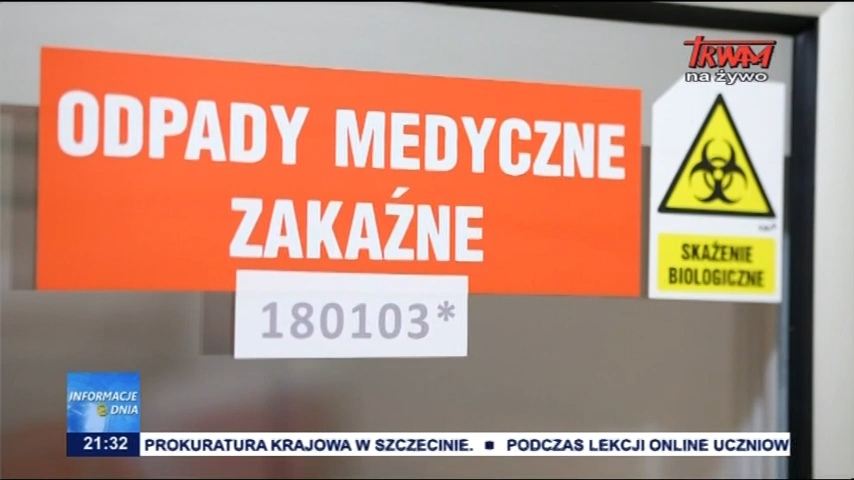 TRWAM
na żywo
ODPADY MEDYCZNE
ZAKAŹNE
180103*
SKAŻENIE
BIOLOGICZNE
INFORMACJE
DNIA
21:32
PROKURATURA KRAJOWA W SZCZECINIE. ■ PODCZAS LEKCJI ONLINE UCZNIOW